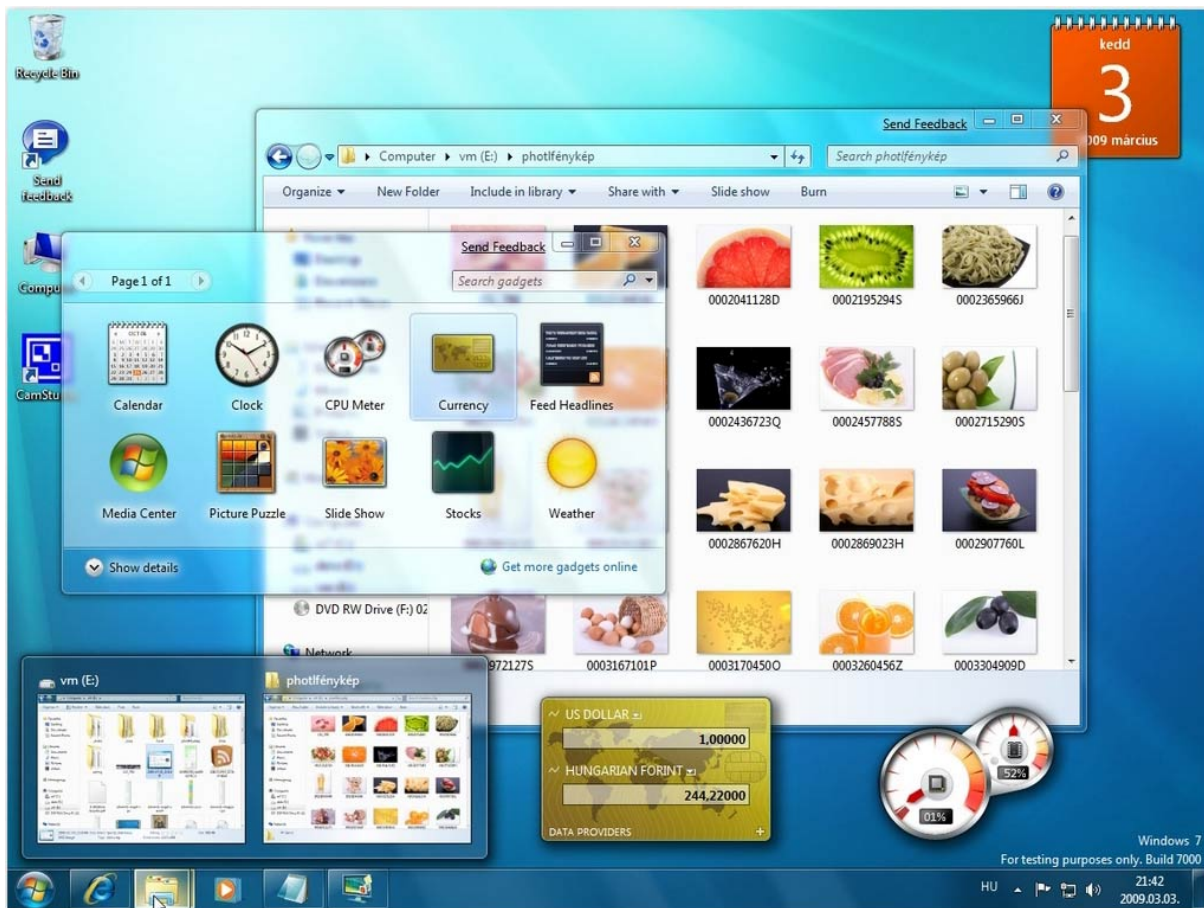 Recycle Bin
Send
feedback
CamStu
kedd
3
2009 március
Send Feedback
Computer
vm (E:)
photlfénykép
Search photlfénykép
Organize
New Folder
Include in library
Share with
Slide show
Burn
0002041128D
0002195294S
0002365966J
0002436723Q
0002457788S
0002715290S
0002867620H
0002869023H
0002907760L
972127S
0003167101P
0003170450O
0003260456Z
0003304909D
DVD RW Drive (F:) 02
Network
Send Feedback
Page 1 of 1
Search gadgets
Calendar
Clock
CPU Meter
Currency
Feed Headlines
Media Center
Picture Puzzle
Slide Show
Stocks
Weather
Show details
Get more gadgets online
vm (E:)
photlfénykép
US DOLLAR
1,00000
HUNGARIAN FORINT
244,22000
DATA PROVIDERS
52%
01%
Windows 7
For testing purposes only. Build 7000
HU
21:42
2009.03.03.